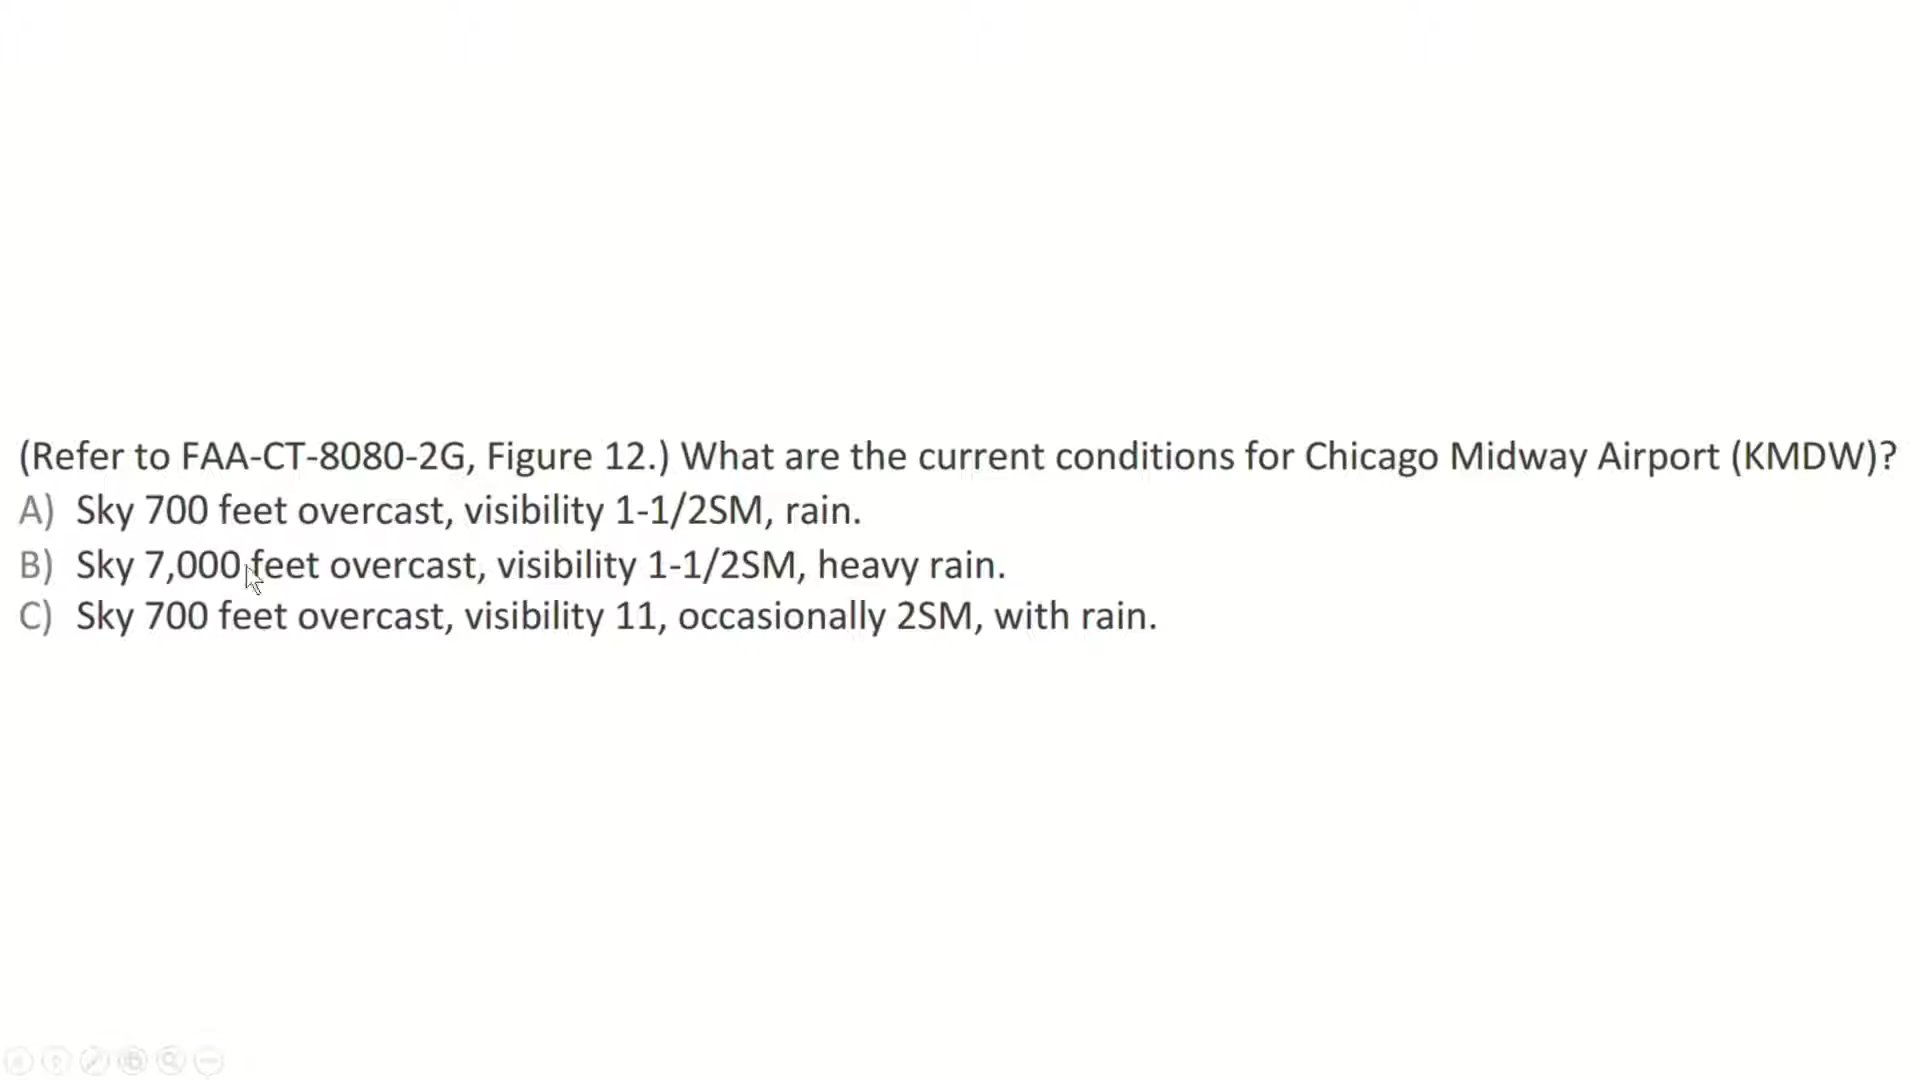 (Refer to FAA-CT-8080-2G, Figure 12.) What are the current conditions for Chicago Midway Airport (KMDW)?
A) Sky 700 feet overcast, visibility 1-1/2SM, rain.
B) Sky 7,000 feet overcast, visibility 1-1/2SM, heavy rain.
C) Sky 700 feet overcast, visibility 11, occasionally 2SM, with rain.